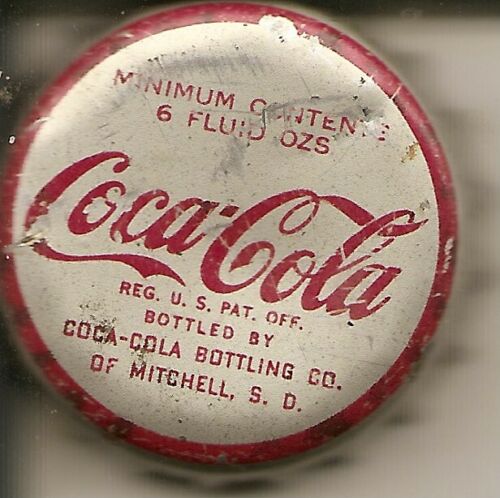 MINIMUM CONTENTS
6 FLUID OZS
Coca-Cola
REG. U. S. PAT. OFF.
BOTTLED BY
COCA-COLA BOTTLING CO.
OF MITCHELL, S. D.